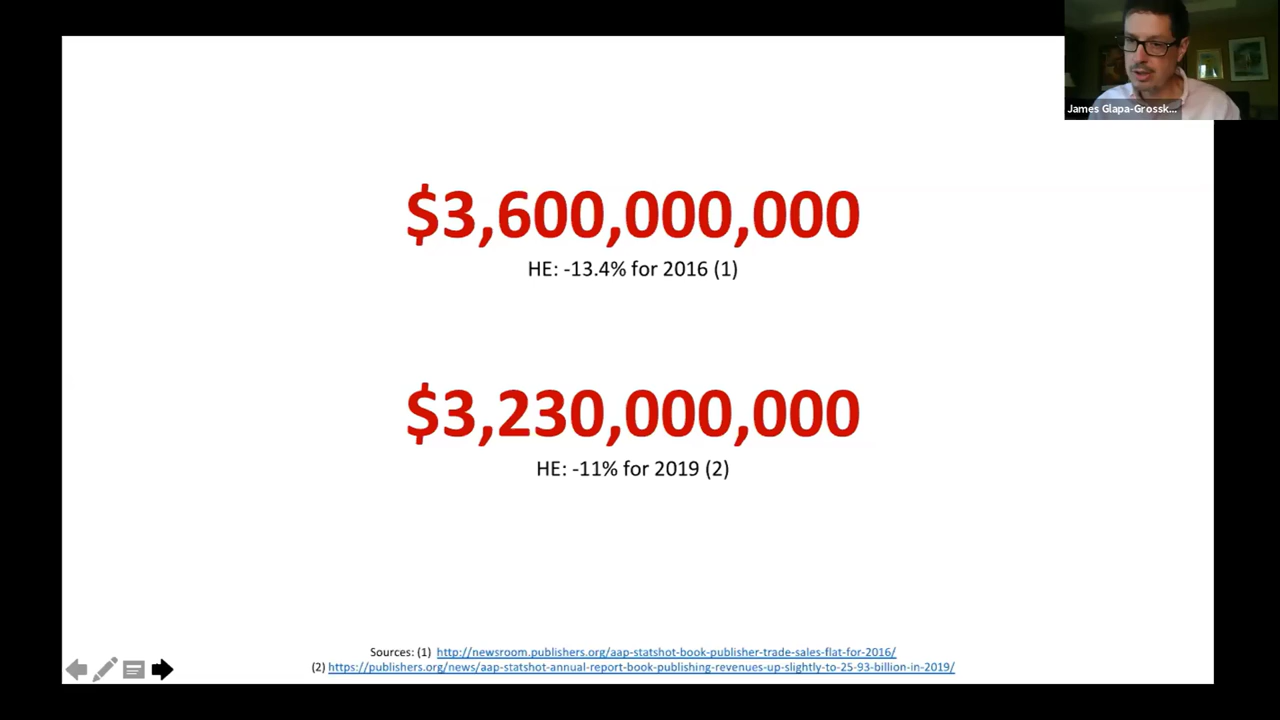 James Glapa-Grossk...
$3,600,000,000
HE: -13.4% for 2016 (1)
$3,230,000,000
HE: -11% for 2019 (2)
Sources: (1) http://newsroom.publishers.org/aap-statshot-book-publisher-trade-sales-flat-for-2016/
(2) https://publishers.org/news/aap-statshot-annual-report-book-publishing-revenues-up-slightly-to-25-93-billion-in-2019/